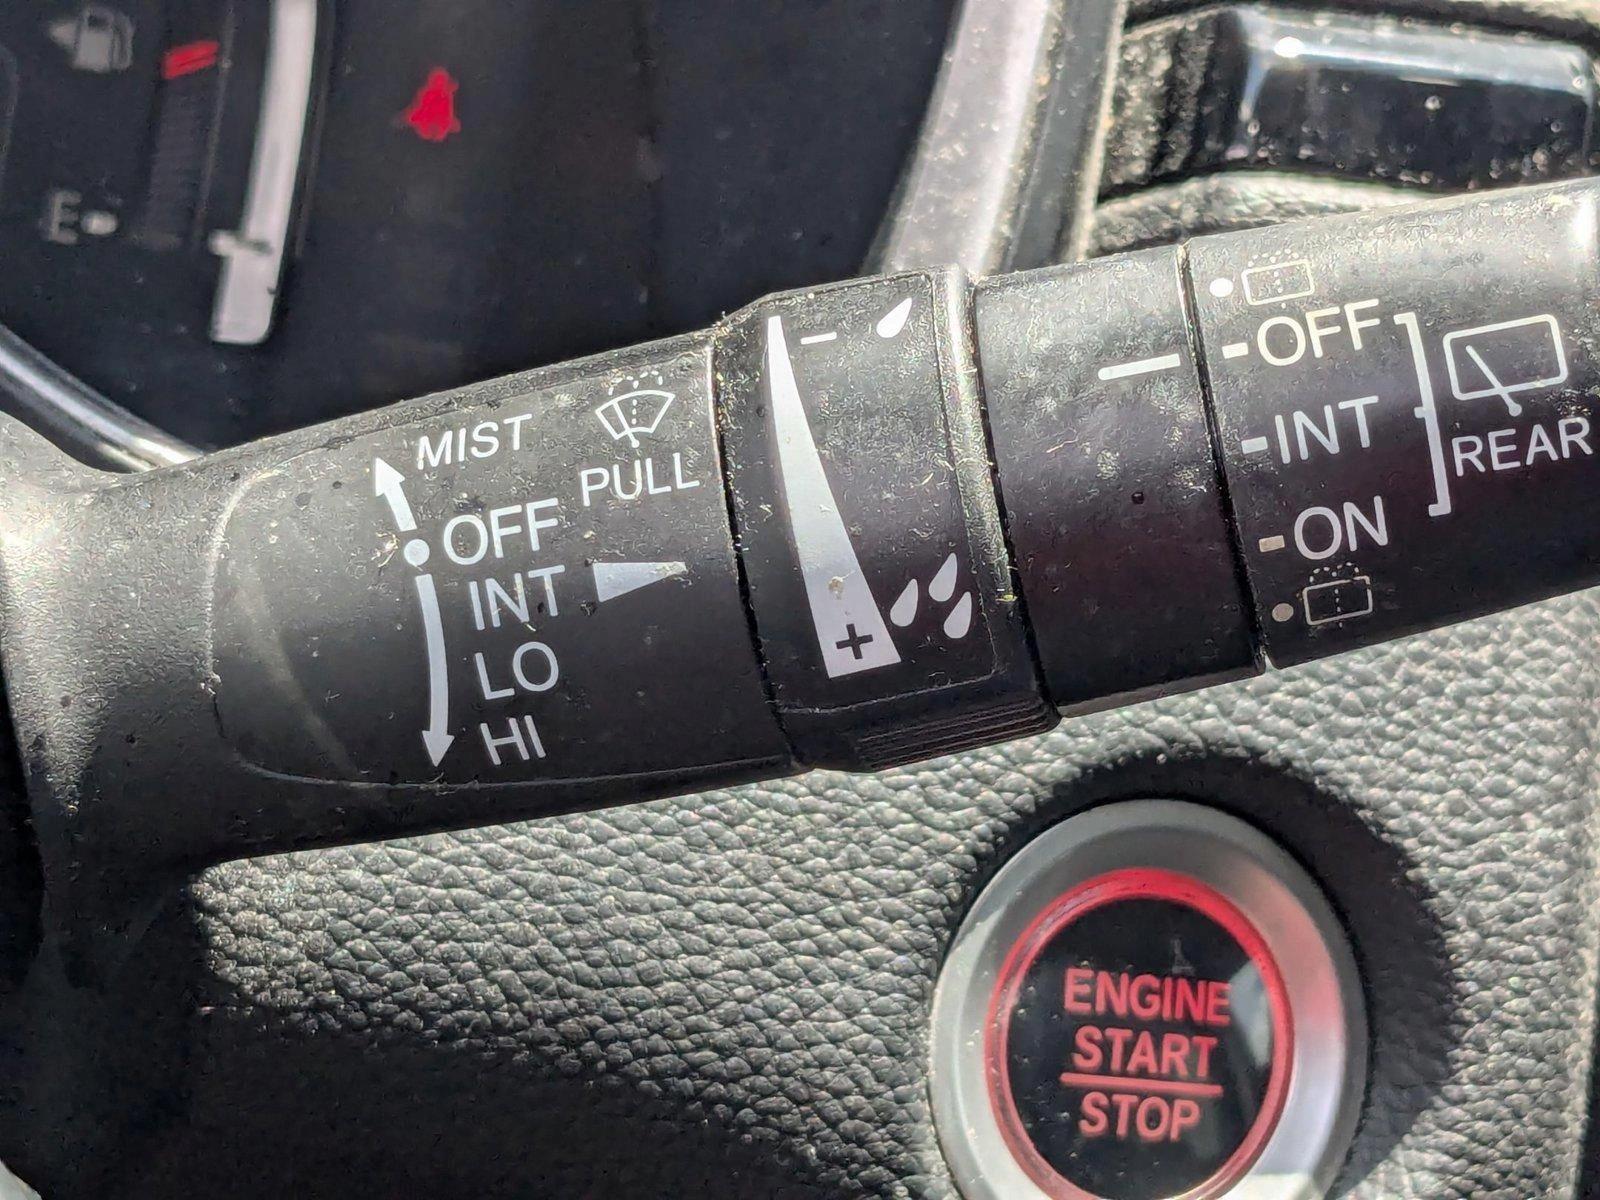 E
MIST
PULL
OFF
INT
LO
HI
-
+
OFF
INT
ON
REAR
ENGINE
START
STOP